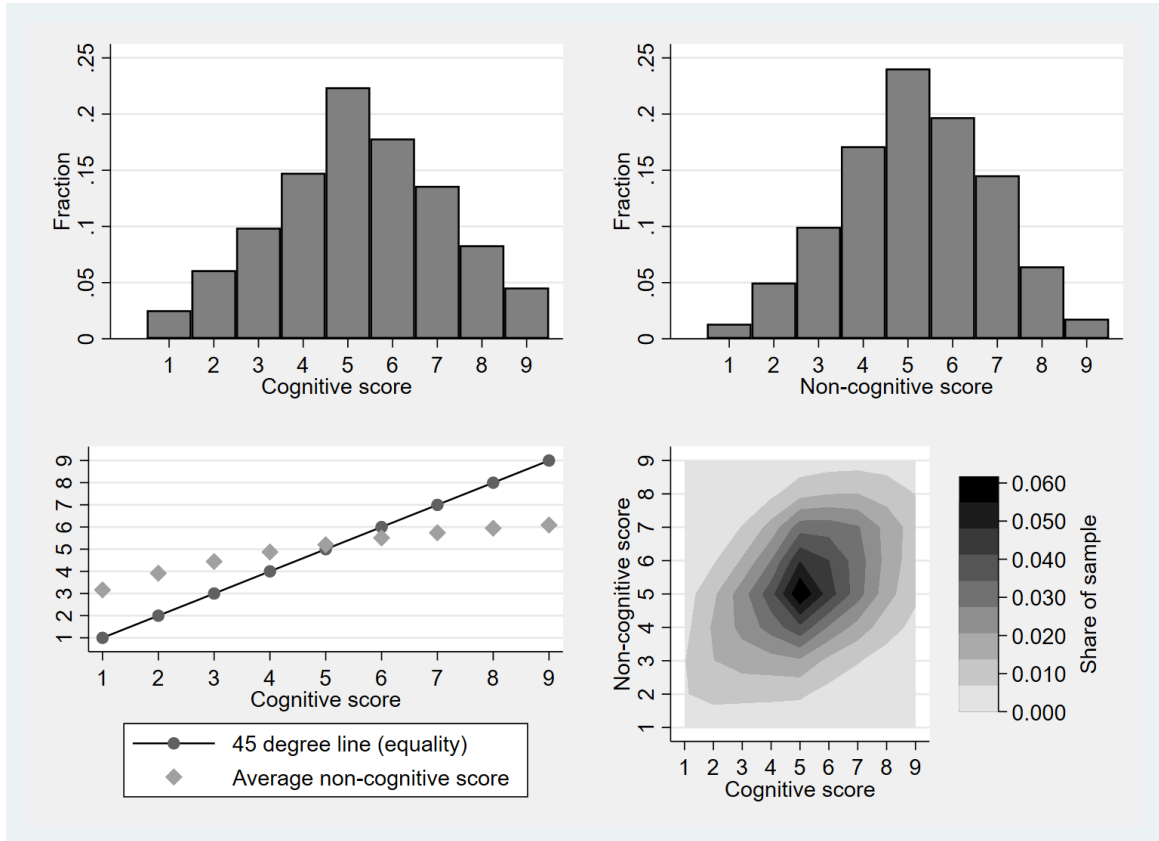 .25
.2
.15
.1
.05
0
Fraction
1 2 3 4 5 6 7 8 9
Cognitive score
.25
.2
.15
.1
.05
0
Fraction
1 2 3 4 5 6 7 8 9
Non-cognitive score
9
8
7
6
5
4
3
2
1
1 2 3 4 5 6 7 8 9
Cognitive score
45 degree line (equality)
Average non-cognitive score
9
8
7
6
5
4
3
2
1
Non-cognitive score
1 2 3 4 5 6 7 8 9
Cognitive score
0.060
0.050
0.040
0.030
0.020
0.010
0.000
Share of sample